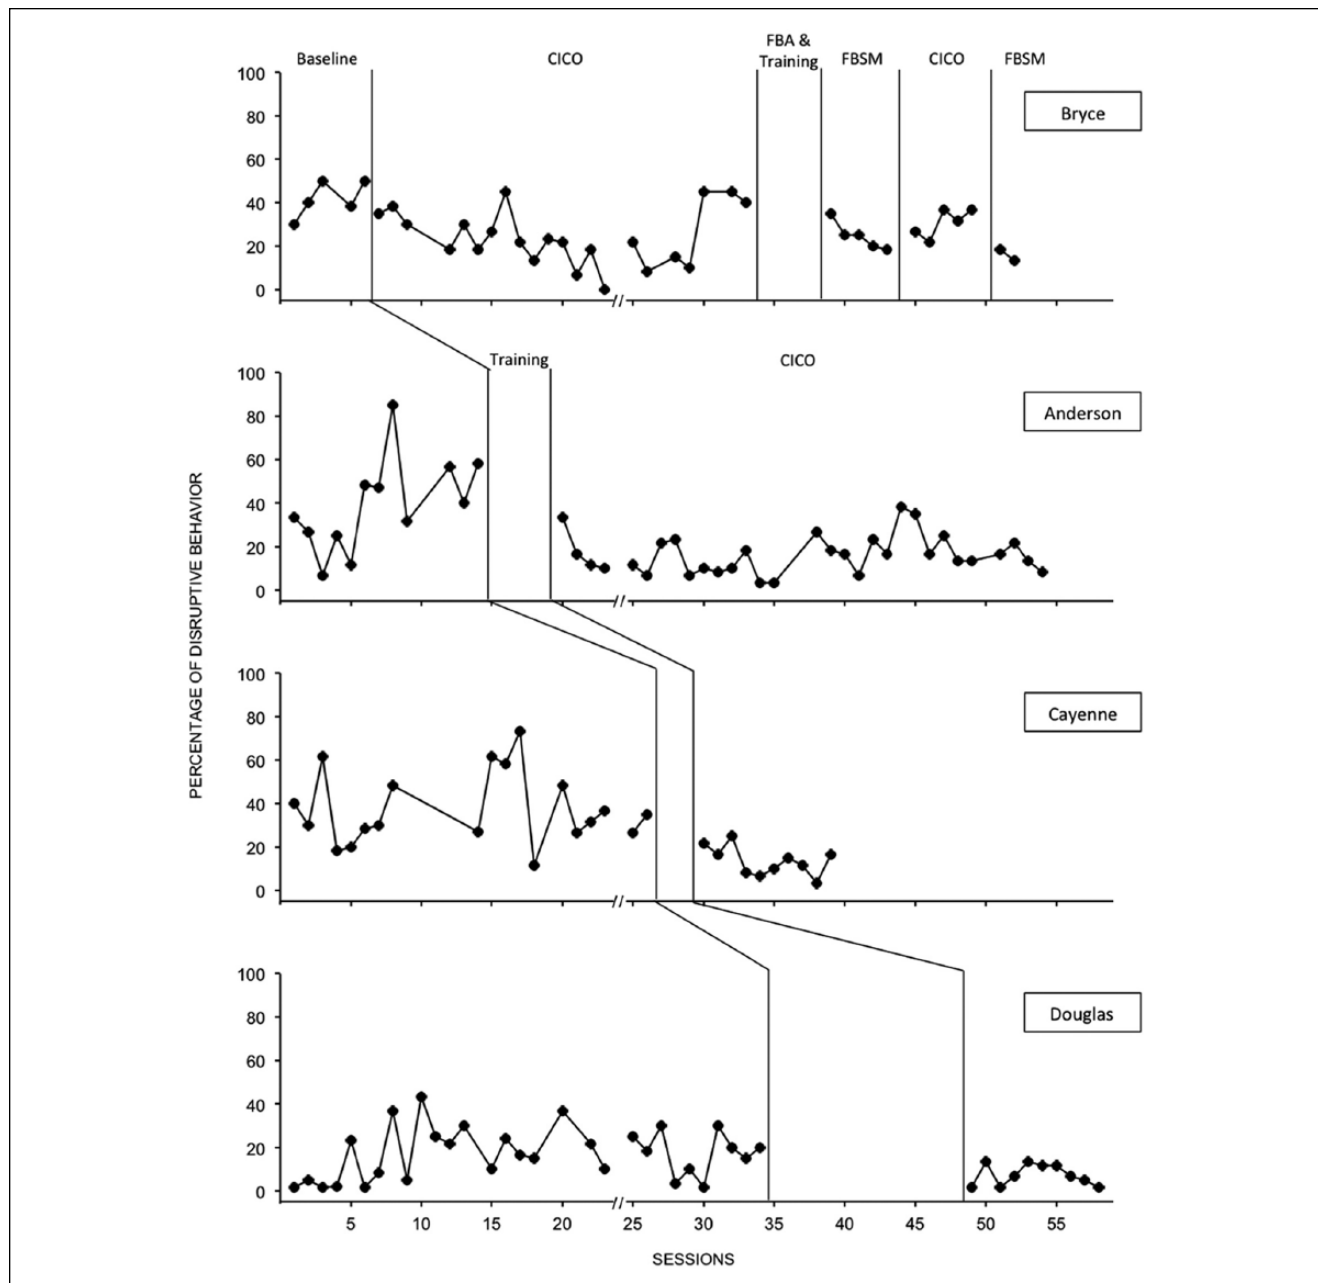 FBA &
Baseline CICO Training FBSM CICO FBSM
100
80
60
40
20
0
Bryce
//
Training CICO
100
80
60
40
20
0
Anderson
//
PERCENTAGE OF DISRUPTIVE BEHAVIOR
100
80
60
40
20
0
Cayenne
//
100
80
60
40
20
0
Douglas
//
5 10 15 20 25 30 35 40 45 50 55
SESSIONS